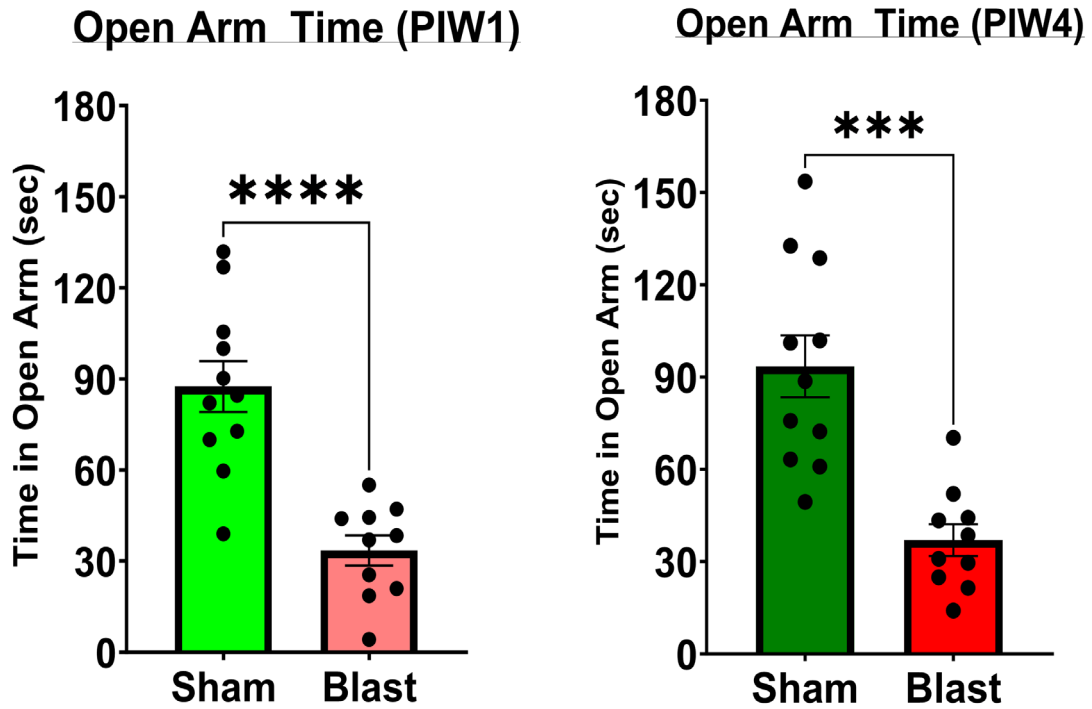 Open Arm  Time (PIW1)
Time in Open Arm (sec)
180
150
120
90
60
30
0
****
Sham
Blast
Open Arm  Time (PIW4)
Time in Open Arm (sec)
180
150
120
90
60
30
0
***
Sham
Blast